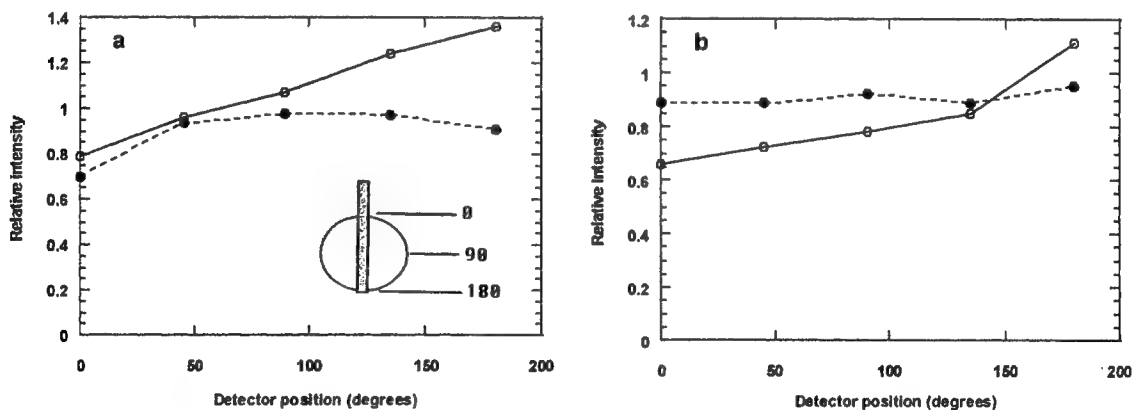 a
1.4
1.2
1
0.8
0.6
0.4
0.2
0
Relative intensity
0
90
180
0 50 100 150 200
Detector position (degrees)
b
1.2
1
0.8
0.6
0.4
0.2
0
Relative Intensity
0 50 100 150 200
Detector position (degrees)